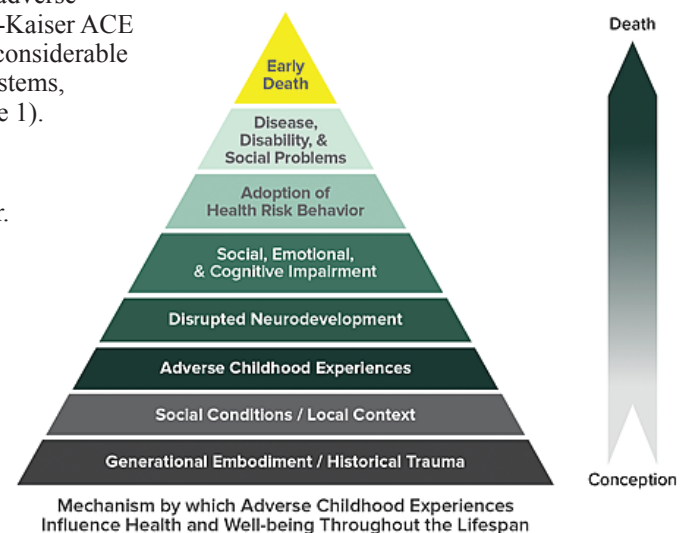 adverse
-Kaiser ACE
considerable
stems,
e 1).
r.
Early
Death
Disease,
Disability, &
Social Problems
Adoption of
Health Risk Behavior
Social, Emotional,
& Cognitive Impairment
Disrupted Neurodevelopment
Adverse Childhood Experiences
Social Conditions / Local Context
Generational Embodiment / Historical Trauma
Mechanism by which Adverse Childhood Experiences
Influence Health and Well-being Throughout the Lifespan
Death
Conception